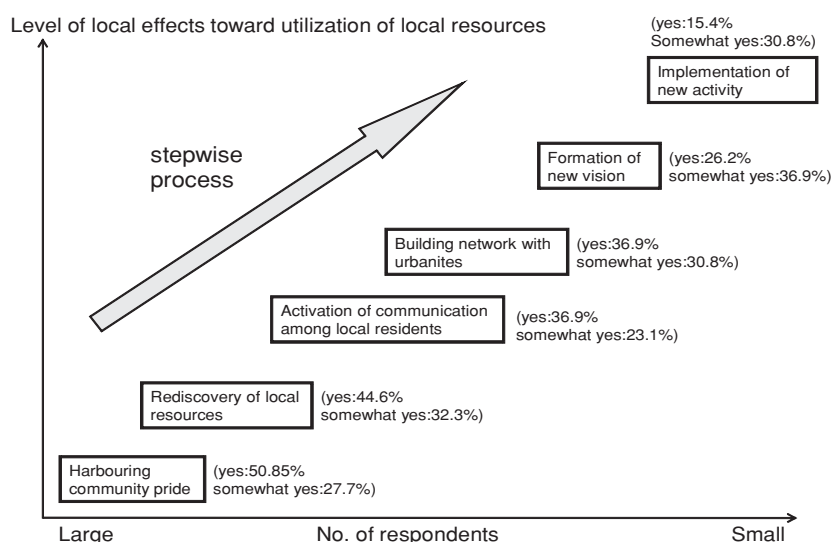 Level of local effects toward utilization of local resources
(yes:15.4%
Somewhat yes:30.8%)
Implementation of
new activity
stepwise
process
Formation of
new vision
(yes:26.2%
somewhat yes:36.9%)
Building network with
urbanites
(yes:36.9%
somewhat yes:30.8%)
Activation of communication
among local residents
(yes:36.9%
somewhat yes:23.1%)
Rediscovery of local
resources
(yes:44.6%
somewhat yes:32.3%)
Harbouring
community pride
(yes:50.85%
somewhat yes:27.7%)
Large
No. of respondents
Small